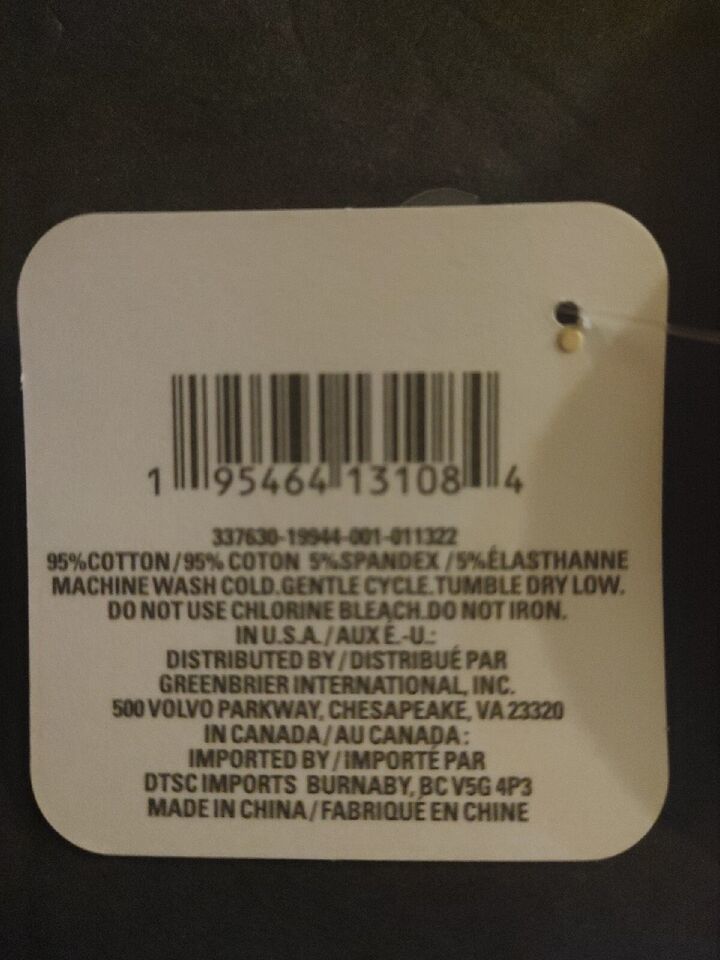 1 95464 13108 4
337630-19944-001-011322
95%COTTON/95% COTON 5%SPANDEX/5%ÉLASTHANNE
MACHINE WASH COLD.GENTLE CYCLE.TUMBLE DRY LOW.
DO NOT USE CHLORINE BLEACH.DO NOT IRON.
IN U.S.A./AUX É.-U.:
DISTRIBUTED BY/DISTRIBUÉ PAR
GREENBRIER INTERNATIONAL, INC.
500 VOLVO PARKWAY, CHESAPEAKE, VA 23320
IN CANADA/AU CANADA:
IMPORTED BY/IMPORTÉ PAR
DTSC IMPORTS BURNABY, BC V5G 4P3
MADE IN CHINA/FABRIQUÉ EN CHINE